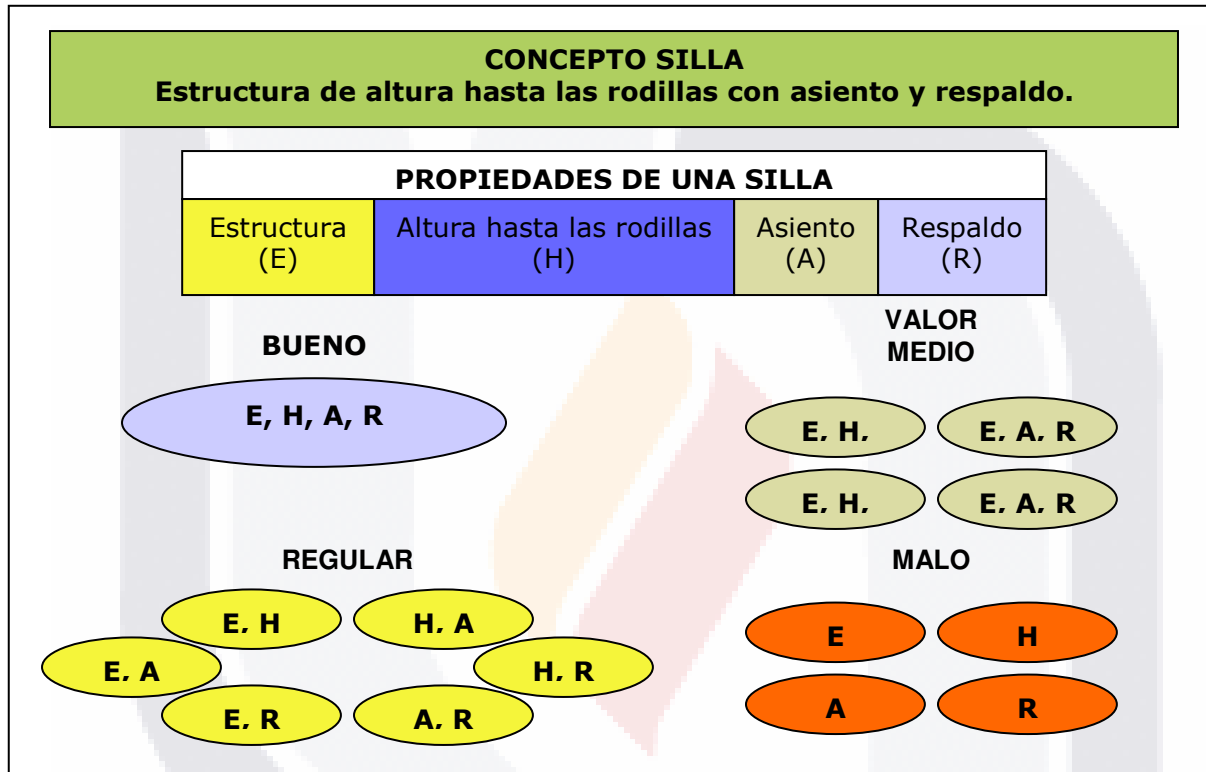 CONCEPTO SILLA
Estructura de altura hasta las rodillas con asiento y respaldo.
PROPIEDADES DE UNA SILLA
Estructura
(E)
Altura hasta las rodillas
(H)
Asiento
(A)
Respaldo
(R)
BUENO
E, H, A, R
VALOR
MEDIO
E, H,
E, A, R
E, H,
E, A, R
REGULAR
E, H
H, A
E, A
H, R
E, R
A, R
MALO
E
H
A
R